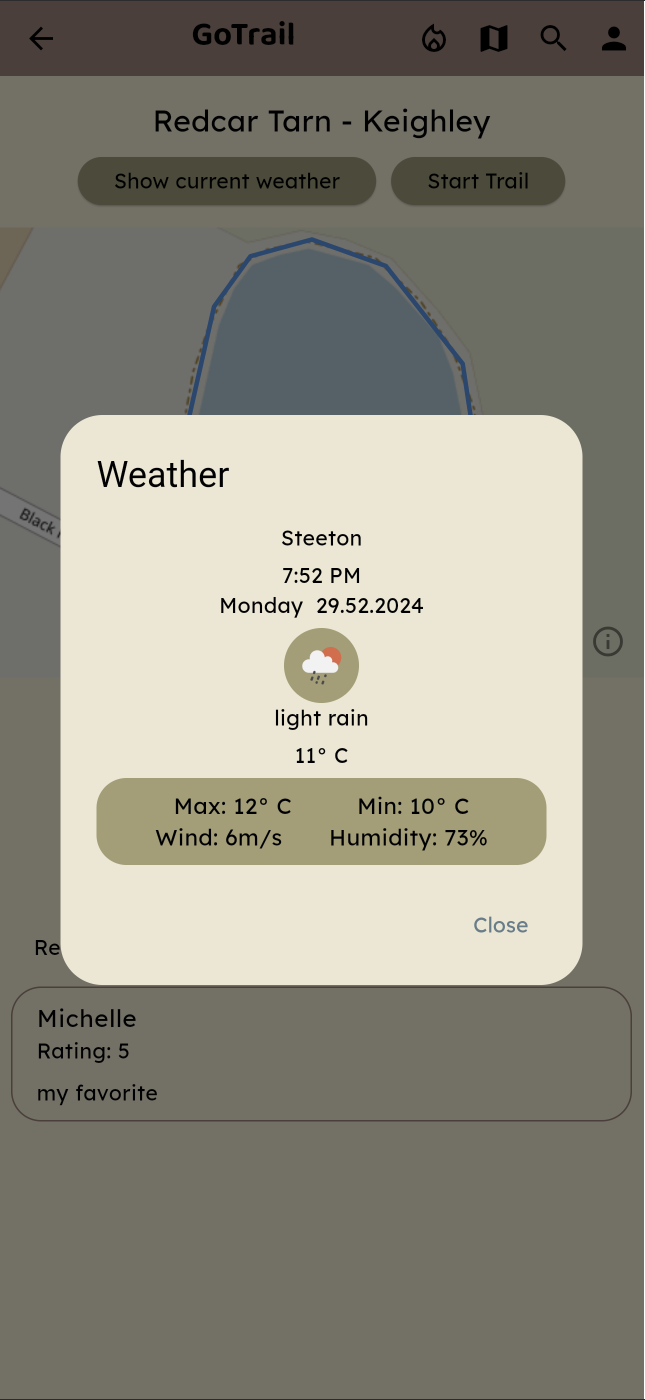 GoTrail
Redcar Tarn - Keighley
Show current weather
Start Trail
Black
Weather
Steeton
7:52 PM
Monday 29.52.2024
light rain
11° C
Max: 12° C Min: 10° C
Wind: 6m/s Humidity: 73%
Close
Re
Michelle
Rating: 5
my favorite